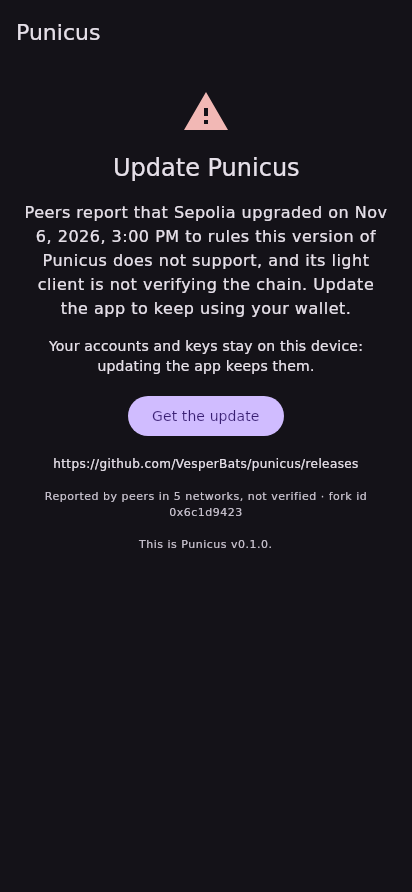 Punicus
Update Punicus
Peers report that Sepolia upgraded on Nov
6, 2026, 3:00 PM to rules this version of
Punicus does not support, and its light
client is not verifying the chain. Update
the app to keep using your wallet.
Your accounts and keys stay on this device:
updating the app keeps them.
Get the update
https://github.com/VesperBats/punicus/releases
Reported by peers in 5 networks, not verified · fork id
0x6c1d9423
This is Punicus v0.1.0.